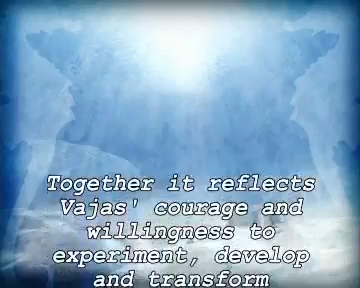 Together it reflects
Vajas' courage and
willingness to
experiment, develop
and transform